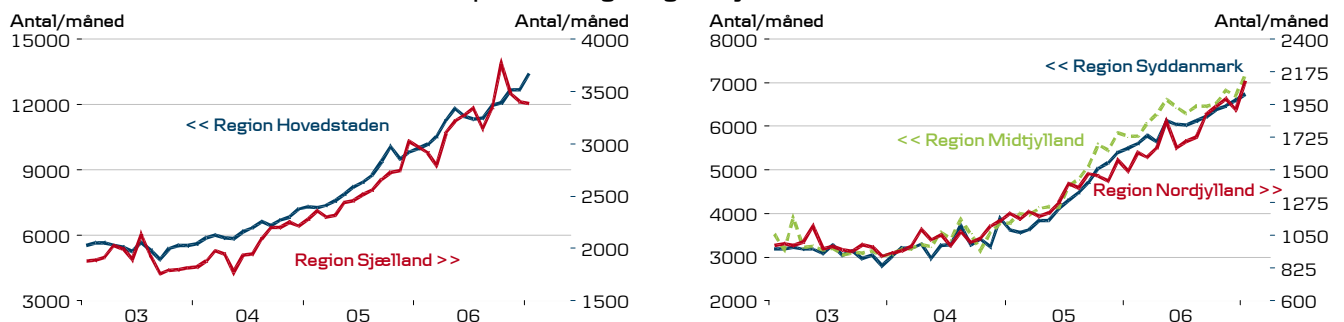 Antal/måned Antal/måned
15000 4000
3500
12000
<< Region Hovedstaden
3000
9000
2500
6000 2000
Region Sjælland >>
3000 1500
03 04 05 06
Antal/måned Antal/måned
8000 2400
<< Region Syddanmark
2175
7000
1950
6000
<< Region Midtjylland
1725
5000 1500
Region Nordjylland >>
4000 1275
1050
3000
825
2000 600
03 04 05 06